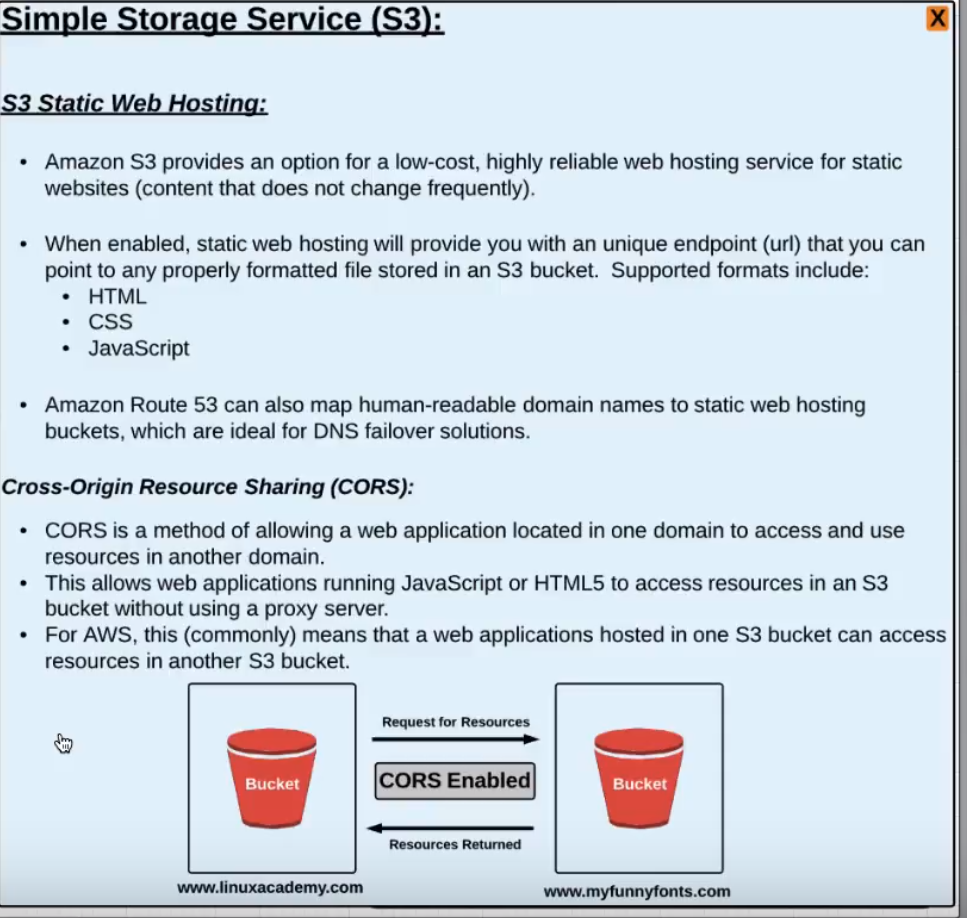 Simple Storage Service (S3):
X
S3 Static Web Hosting:
• Amazon S3 provides an option for a low-cost, highly reliable web hosting service for static
websites (content that does not change frequently).
• When enabled, static web hosting will provide you with an unique endpoint (url) that you can
point to any properly formatted file stored in an S3 bucket.  Supported formats include:
• HTML
• CSS
• JavaScript
• Amazon Route 53 can also map human-readable domain names to static web hosting
buckets, which are ideal for DNS failover solutions.
Cross-Origin Resource Sharing (CORS):
• CORS is a method of allowing a web application located in one domain to access and use
resources in another domain.
• This allows web applications running JavaScript or HTML5 to access resources in an S3
bucket without using a proxy server.
• For AWS, this (commonly) means that a web applications hosted in one S3 bucket can access
resources in another S3 bucket.
Request for Resources
Bucket
CORS Enabled
Bucket
Resources Returned
www.linuxacademy.com
www.myfunnyfonts.com